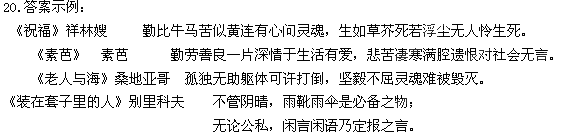 20.答案示例：
《祝福》祥林嫂 勤比牛马苦似黄连有心问灵魂，生如草芥死若浮尘无人怜生死。
《素芭》 素芭 勤劳善良一片深情于生活有爱，悲苦凄寒满腔遗恨对社会无言。
《老人与海》桑地亚哥 孤独无助躯体可许打倒，坚毅不屈灵魂难被毁灭。
《装在套子里的人》别里科夫 不管阴晴，雨靴雨伞是必备之物；
无论公私，闲言闲语乃定报之言。